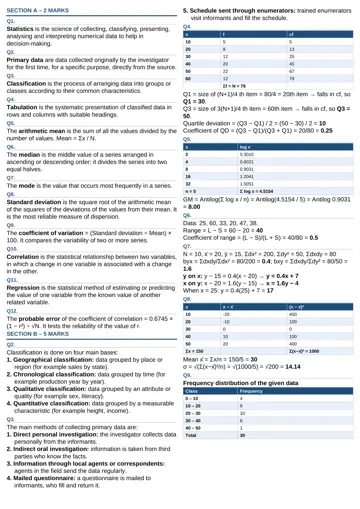 SECTION A – 2 MARKS
Q1.
Statistics is the science of collecting, classifying, presenting,
analysing and interpreting numerical data to help in
decision-making.
Q2.
Primary data are data collected originally by the investigator
for the first time, for a specific purpose, directly from the source.
Q3.
Classification is the process of arranging data into groups or
classes according to their common characteristics.
Q4.
Tabulation is the systematic presentation of classified data in
rows and columns with suitable headings.
Q5.
The arithmetic mean is the sum of all the values divided by the
number of values. Mean = Σx / N.
Q6.
The median is the middle value of a series arranged in
ascending or descending order; it divides the series into two
equal halves.
Q7.
The mode is the value that occurs most frequently in a series.
Q8.
Standard deviation is the square root of the arithmetic mean
of the squares of the deviations of the values from their mean. It
is the most reliable measure of dispersion.
Q9.
The coefficient of variation = (Standard deviation ÷ Mean) ×
100. It compares the variability of two or more series.
Q10.
Correlation is the statistical relationship between two variables,
in which a change in one variable is associated with a change
in the other.
Q11.
Regression is the statistical method of estimating or predicting
the value of one variable from the known value of another
related variable.
Q12.
The probable error of the coefficient of correlation = 0.6745 ×
(1 − r²) ÷ √N. It tests the reliability of the value of r.
SECTION B – 5 MARKS
Q2.
Classification is done on four main bases:
1. Geographical classification: data grouped by place or
region (for example sales by state).
2. Chronological classification: data grouped by time (for
example production year by year).
3. Qualitative classification: data grouped by an attribute or
quality (for example sex, literacy).
4. Quantitative classification: data grouped by a measurable
characteristic (for example height, income).
Q3.
The main methods of collecting primary data are:
1. Direct personal investigation: the investigator collects data
personally from the informants.
2. Indirect oral investigation: information is taken from third
parties who know the facts.
3. Information through local agents or correspondents:
agents in the field send the data regularly.
4. Mailed questionnaire: a questionnaire is mailed to
informants, who fill and return it.
5. Schedule sent through enumerators: trained enumerators
visit informants and fill the schedule.
Q4.
x f cf
10 5 5
20 8 13
30 12 25
40 20 45
50 22 67
60 12 79
Σf = N = 79
Q1 = size of (N+1)/4 th item = 80/4 = 20th item → falls in cf, so
Q1 = 30.
Q3 = size of 3(N+1)/4 th item = 60th item → falls in cf, so Q3 =
50.
Quartile deviation = (Q3 − Q1) / 2 = (50 − 30) / 2 = 10
Coefficient of QD = (Q3 − Q1)/(Q3 + Q1) = 20/80 = 0.25
Q5.
x log x
2 0.3010
4 0.6021
8 0.9031
16 1.2041
32 1.5051
n = 5 Σ log x = 4.5154
GM = Antilog(Σ log x / n) = Antilog(4.5154 / 5) = Antilog 0.9031
= 8.00
Q6.
Data: 25, 60, 33, 20, 47, 38.
Range = L − S = 60 − 20 = 40
Coefficient of range = (L − S)/(L + S) = 40/80 = 0.5
Q7.
N = 10, x̄ = 20, ȳ = 15, Σdx² = 200, Σdy² = 50, Σdxdy = 80
byx = Σdxdy/Σdx² = 80/200 = 0.4; bxy = Σdxdy/Σdy² = 80/50 =
1.6
y on x: y − 15 = 0.4(x − 20) → y = 0.4x + 7
x on y: x − 20 = 1.6(y − 15) → x = 1.6y − 4
When x = 25: y = 0.4(25) + 7 = 17
Q8.
x x − x̄ (x − x̄)²
10 -20 400
20 -10 100
30 0 0
40 10 100
50 20 400
Σx = 150 Σ(x−x̄)² = 1000
Mean x̄ = Σx/n = 150/5 = 30
σ = √(Σ(x−x̄)²/n) = √(1000/5) = √200 = 14.14
Q9.
Frequency distribution of the given data
Class Frequency
0 – 10 4
10 – 20 9
20 – 30 10
30 – 40 6
40 – 50 1
Total 30